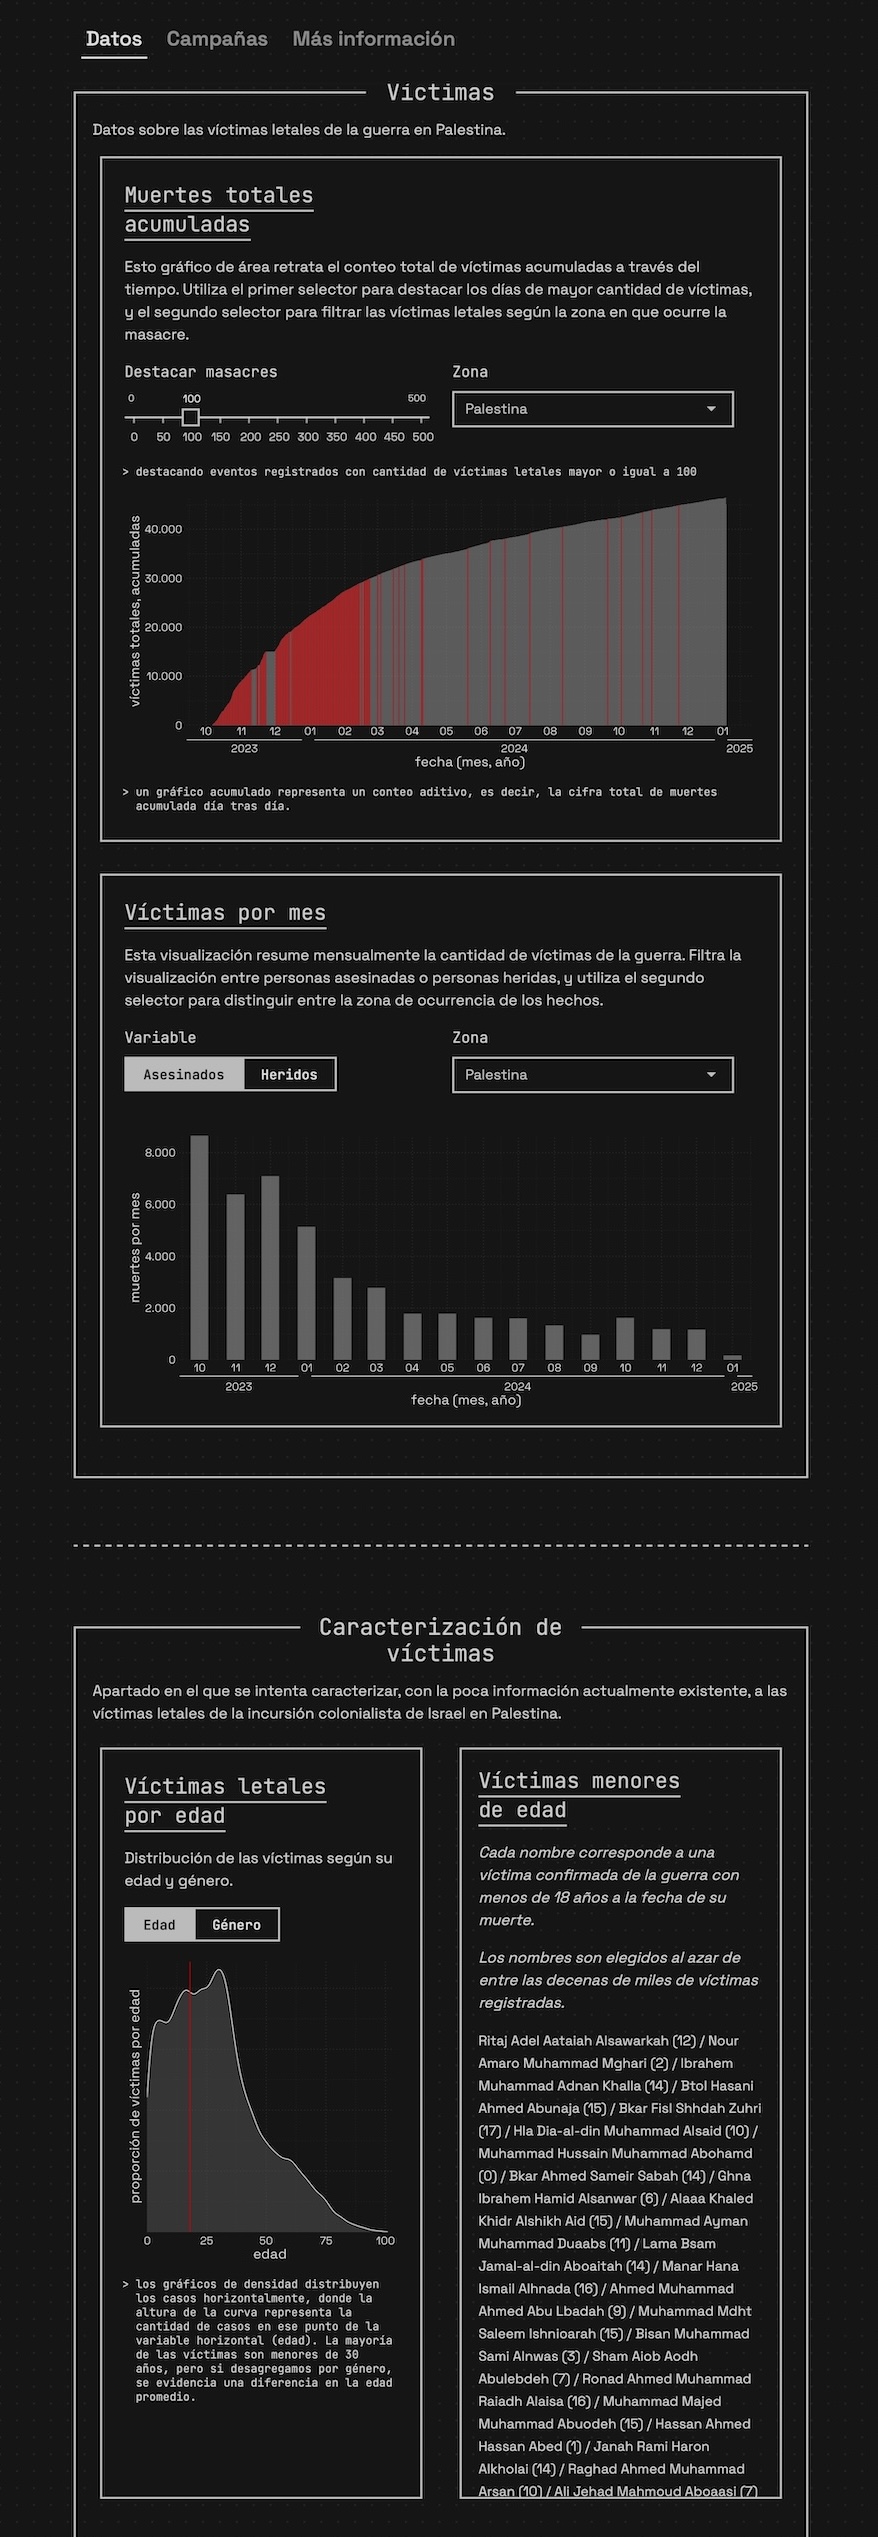 Datos Campañas Más información
Víctimas
Datos sobre las víctimas letales de la guerra en Palestina.
Muertes totales
acumuladas
Esto gráfico de área retrata el conteo total de víctimas acumuladas a través del
tiempo. Utiliza el primer selector para destacar los días de mayor cantidad de víctimas,
y el segundo selector para filtrar las víctimas letales según la zona en que ocurre la
masacre.
Destacar masacres
0 100 500
0 50 100 150 200 250 300 350 400 450 500
Zona
Palestina
> destacando eventos registrados con cantidad de víctimas letales mayor o igual a 100
víctimas totales, acumuladas
40.000
30.000
20.000
10.000
0
10 11 12 01 02 03 04 05 06 07 08 09 10 11 12 01
2023 2024 2025
fecha (mes, año)
> un gráfico acumulado representa un conteo aditivo, es decir, la cifra total de muertes
acumulada día tras día.
Víctimas por mes
Esta visualización resume mensualmente la cantidad de víctimas de la guerra. Filtra la
visualización entre personas asesinadas o personas heridas, y utiliza el segundo
selector para distinguir entre la zona de ocurrencia de los hechos.
Variable
Asesinados Heridos
Zona
Palestina
muertes por mes
8.000
6.000
4.000
2.000
0
10 11 12 01 02 03 04 05 06 07 08 09 10 11 12 01
2023 2024 2025
fecha (mes, año)
Caracterización de
víctimas
Apartado en el que se intenta caracterizar, con la poca información actualmente existente, a las
víctimas letales de la incursión colonialista de Israel en Palestina.
Víctimas letales
por edad
Distribución de las víctimas según su
edad y género.
Edad Género
proporción de víctimas por edad
0 25 50 75 100
edad
> los gráficos de densidad distribuyen
los casos horizontalmente, donde la
altura de la curva representa la
cantidad de casos en ese punto de la
variable horizontal (edad). La mayoría
de las víctimas son menores de 30
años, pero si desagregamos por género,
se evidencia una diferencia en la edad
promedio.
Víctimas menores
de edad
Cada nombre corresponde a una
víctima confirmada de la guerra con
menos de 18 años a la fecha de su
muerte.
Los nombres son elegidos al azar de
entre las decenas de miles de víctimas
registradas.
Ritaj Adel Aataiah Alsawarkah (12) / Nour
Amaro Muhammad Mghari (2) / Ibrahem
Muhammad Adnan Khalla (14) / Btol Hasani
Ahmed Abunaja (15) / Bkar Fisl Shhdah Zuhri
(17) / Hla Dia-al-din Muhammad Alsaid (10) /
Muhammad Hussain Muhammad Abohamd
(0) / Bkar Ahmed Sameir Sabah (14) / Ghna
Ibrahem Hamid Alsanwar (6) / Alaaa Khaled
Khidr Alshikh Aid (15) / Muhammad Ayman
Muhammad Duaabs (11) / Lama Bsam
Jamal-al-din Aboaitah (14) / Manar Hana
Ismail Alhnada (16) / Ahmed Muhammad
Ahmed Abu Lbadah (9) / Muhammad Mdht
Saleem Ishnioarah (15) / Bisan Muhammad
Sami Alnwas (3) / Sham Aiob Aodh
Abulebdeh (7) / Ronad Ahmed Muhammad
Raiadh Alaisa (16) / Muhammad Majed
Muhammad Abuodeh (15) / Hassan Ahmed
Hassan Abed (1) / Janah Rami Haron
Alkholai (14) / Raghad Ahmed Muhammad
Arsan (10) / Ali Jehad Mahmoud Aboaasi (7)